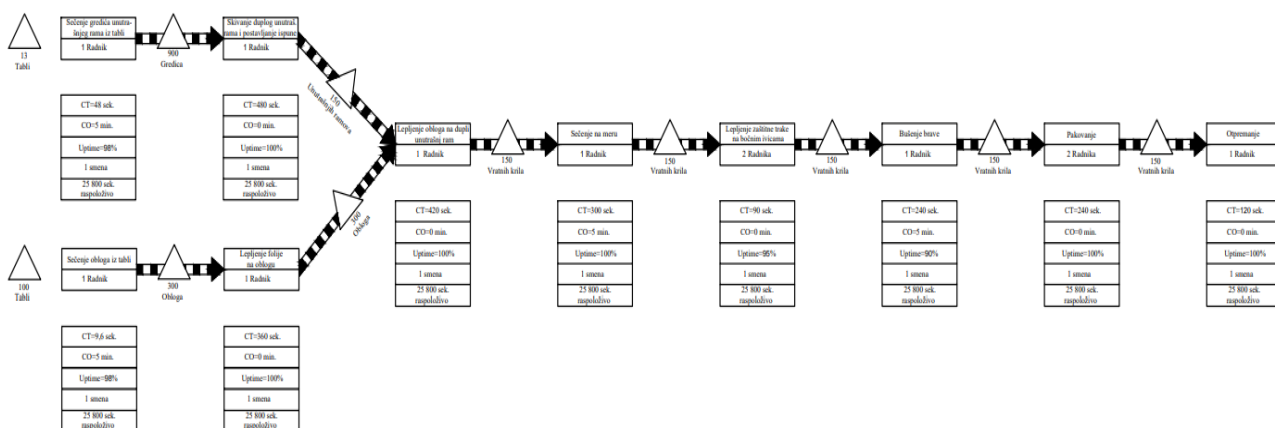 Sečenje gredića unutra-
šnjeg rama iz tabli
1 Radnik
Skivanje duplog unutraš.
rama i postavljanje ispune
1 Radnik
13
Tabli
900
Gredica
150
Unutrašnjih ramova
CT=48 sek.
CO=5 min.
Uptime=98%
1 smena
25 800 sek.
raspoloživo
CT=480 sek.
CO=0 min.
Uptime=100%
1 smena
25 800 sek.
raspoloživo
Lepljenje obloga na dupli
unutrašnj ram
1 Radnik
150
Vratnih krila
Sečenje na meru
1 Radnik
150
Vratnih krila
Lepljenje zaštitne trake
na bočnim ivicama
2 Radnika
150
Vratnih krila
Bušenje brave
1 Radnik
150
Vratnih krila
Pakovanje
2 Radnika
150
Vratnih krila
Otpremanje
1 Radnik
300
Obloga
CT=420 sek.
CO=0 min.
Uptime=100%
1 smena
25 800 sek.
raspoloživo
CT=300 sek.
CO=5 min.
Uptime=100%
1 smena
25 800 sek.
raspoloživo
CT=90 sek.
CO=0 min.
Uptime=95%
1 smena
25 800 sek.
raspoloživo
CT=240 sek.
CO=5 min.
Uptime=90%
1 smena
25 800 sek.
raspoloživo
CT=240 sek.
CO=0 min.
Uptime=100%
1 smena
25 800 sek.
raspoloživo
CT=120 sek.
CO=0 min.
Uptime=100%
1 smena
25 800 sek.
raspoloživo
100
Tabli
Sečenje obloga iz tabli
1 Radnik
300
Obloga
Lepljenje folije
na oblogu
1 Radnik
CT=9,6 sek.
CO=5 min.
Uptime=98%
1 smena
25 800 sek.
raspoloživo
CT=360 sek.
CO=0 min.
Uptime=100%
1 smena
25 800 sek.
raspoloživo